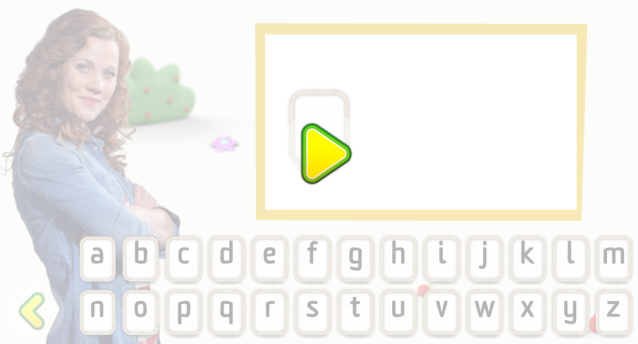 a b c d e f g h i j k l m
n o p q r s t u v w x y z